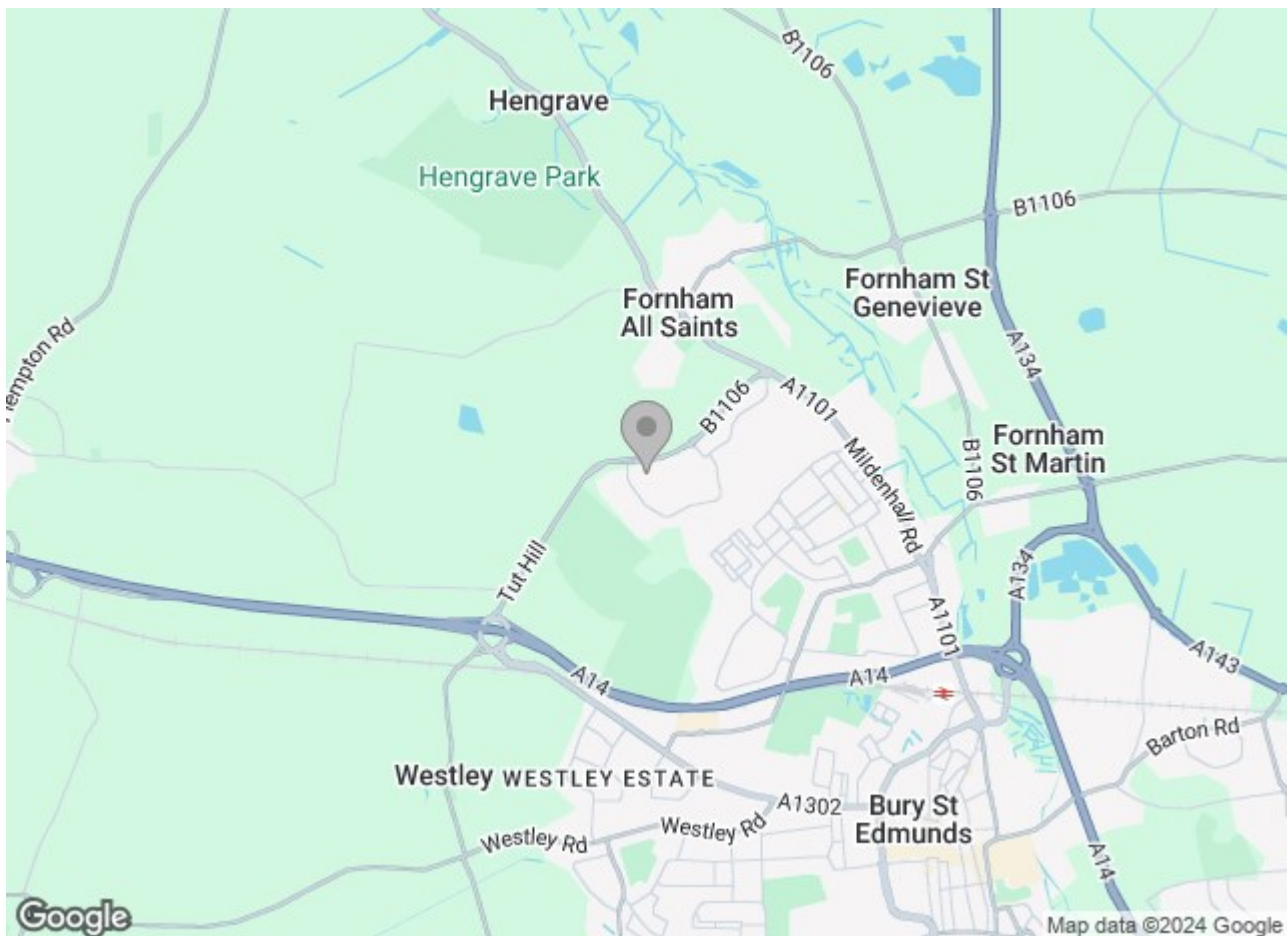 B1106
Hengrave
Hengrave Park
B1106
Fornham St
Genevieve
Fornham
All Saints
A134
B1106
A1101
Fornham
St Martin
B1106
Mildenhall Rd
Tut Hill
A134
A1101
A14
A14
A143
Barton Rd
Westley
WESTLEY ESTATE
A1302
Bury St
Edmunds
Westley Rd
Westley Rd
A14
Google
Map data ©2024 Google